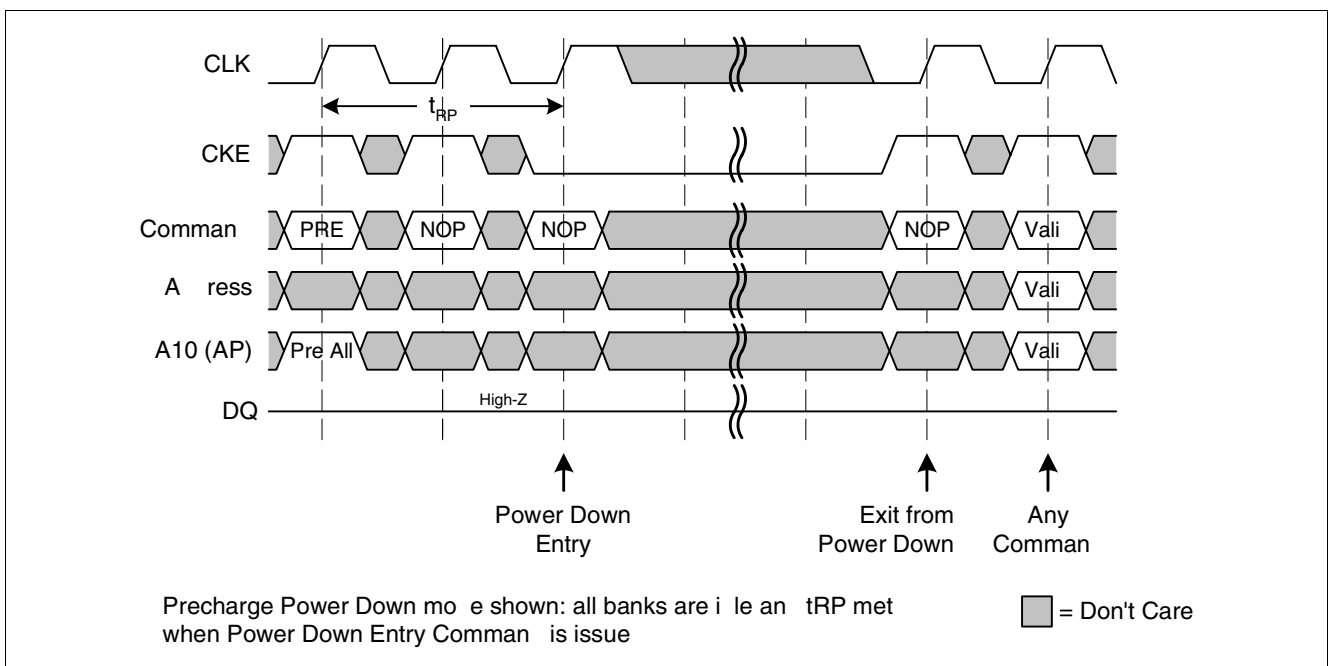 CLK
tRP
CKE
Comman
PRE NOP NOP NOP Vali
A ress
Vali
A10 (AP)
Pre All Vali
DQ
High-Z
Power Down
Entry
Exit from
Power Down
Any
Comman
Precharge Power Down mo e shown: all banks are i le an tRP met
when Power Down Entry Comman is issue
= Don't Care